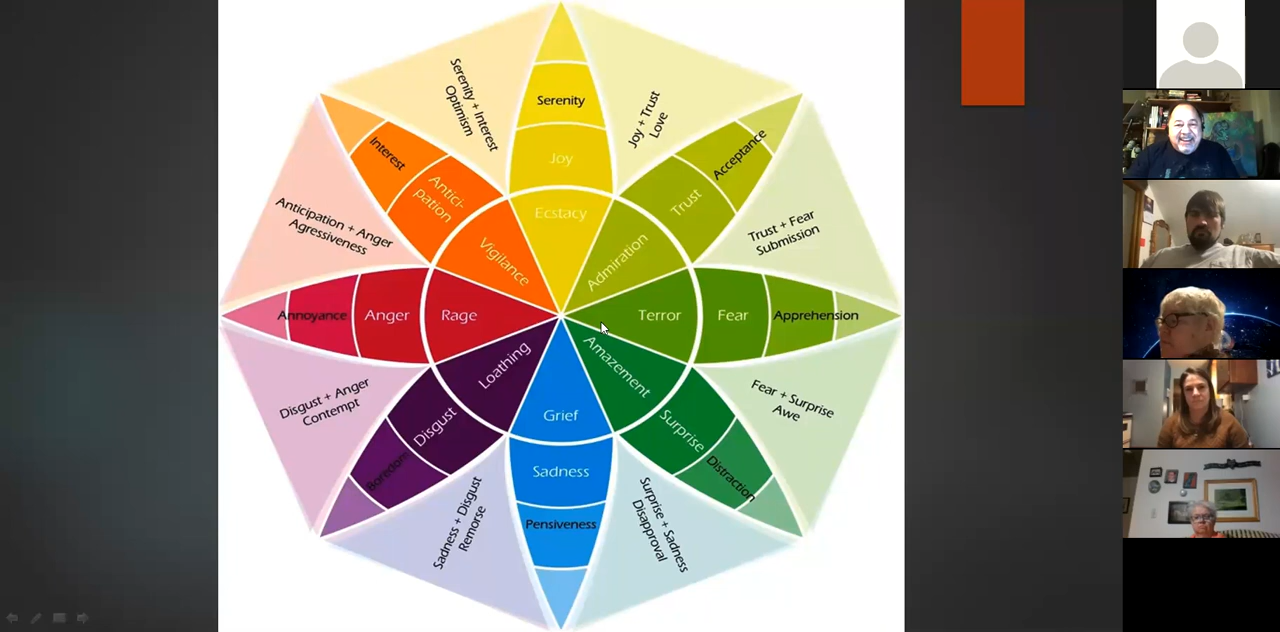 Serenity + Interest
Optimism
Serenity
Joy
Ecstacy
Joy + Trust
Love
Interest
Antici-
pation
Vigilance
Acceptance
Trust
Admiration
Anticipation + Anger
Agressiveness
Trust + Fear
Submission
Annoyance
Anger
Rage
Terror
Fear
Apprehension
Disgust + Anger
Contempt
Loathing
Disgust
Boredom
Amazement
Surprise
Distraction
Fear + Surprise
Awe
Grief
Sadness
Pensiveness
Sadness + Disgust
Remorse
Surprise + Sadness
Disapproval